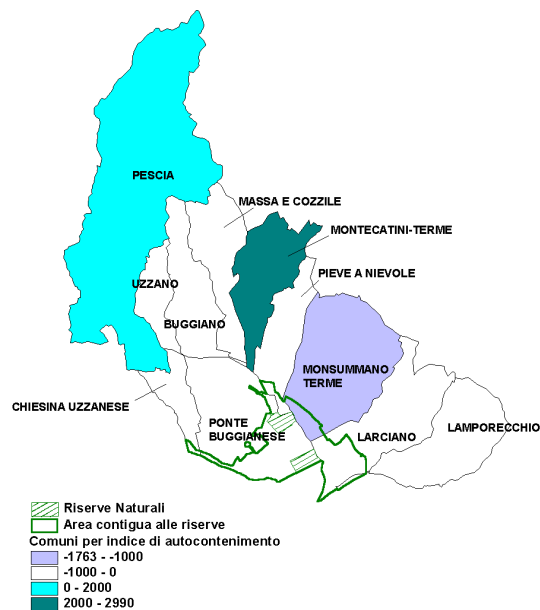 PESCIA
MASSA E COZZILE
MONTECATINI-TERME
PIEVE A NIEVOLE
UZZANO
BUGGIANO
MONSUMMANO
TERME
CHIESINA UZZANESE
PONTE
BUGGIANESE
LARCIANO
LAMPORECCHIO
Riserve Naturali
Area contigua alle riserve
Comuni per indice di autocontenimento
-1763 - -1000
-1000 - 0
0 - 2000
2000 - 2990